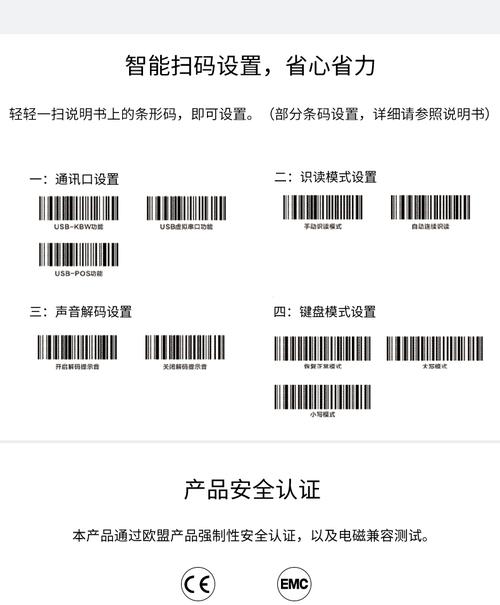 智能扫码设置，省心省力
轻轻一扫说明书上的条形码，即可设置。（部分条码设置，详细请参照说明书）
一：通讯口设置
USB-KBW功能
USB虚拟串口功能
USB-POS功能
二：识读模式设置
手动识读模式
自动连续识读
三：声音解码设置
开启解码提示音
关闭解码提示音
四：键盘模式设置
恢复正常模式
大写模式
小写模式
产品安全认证
本产品通过欧盟产品强制性安全认证，以及电磁兼容测试。
CE
EMC